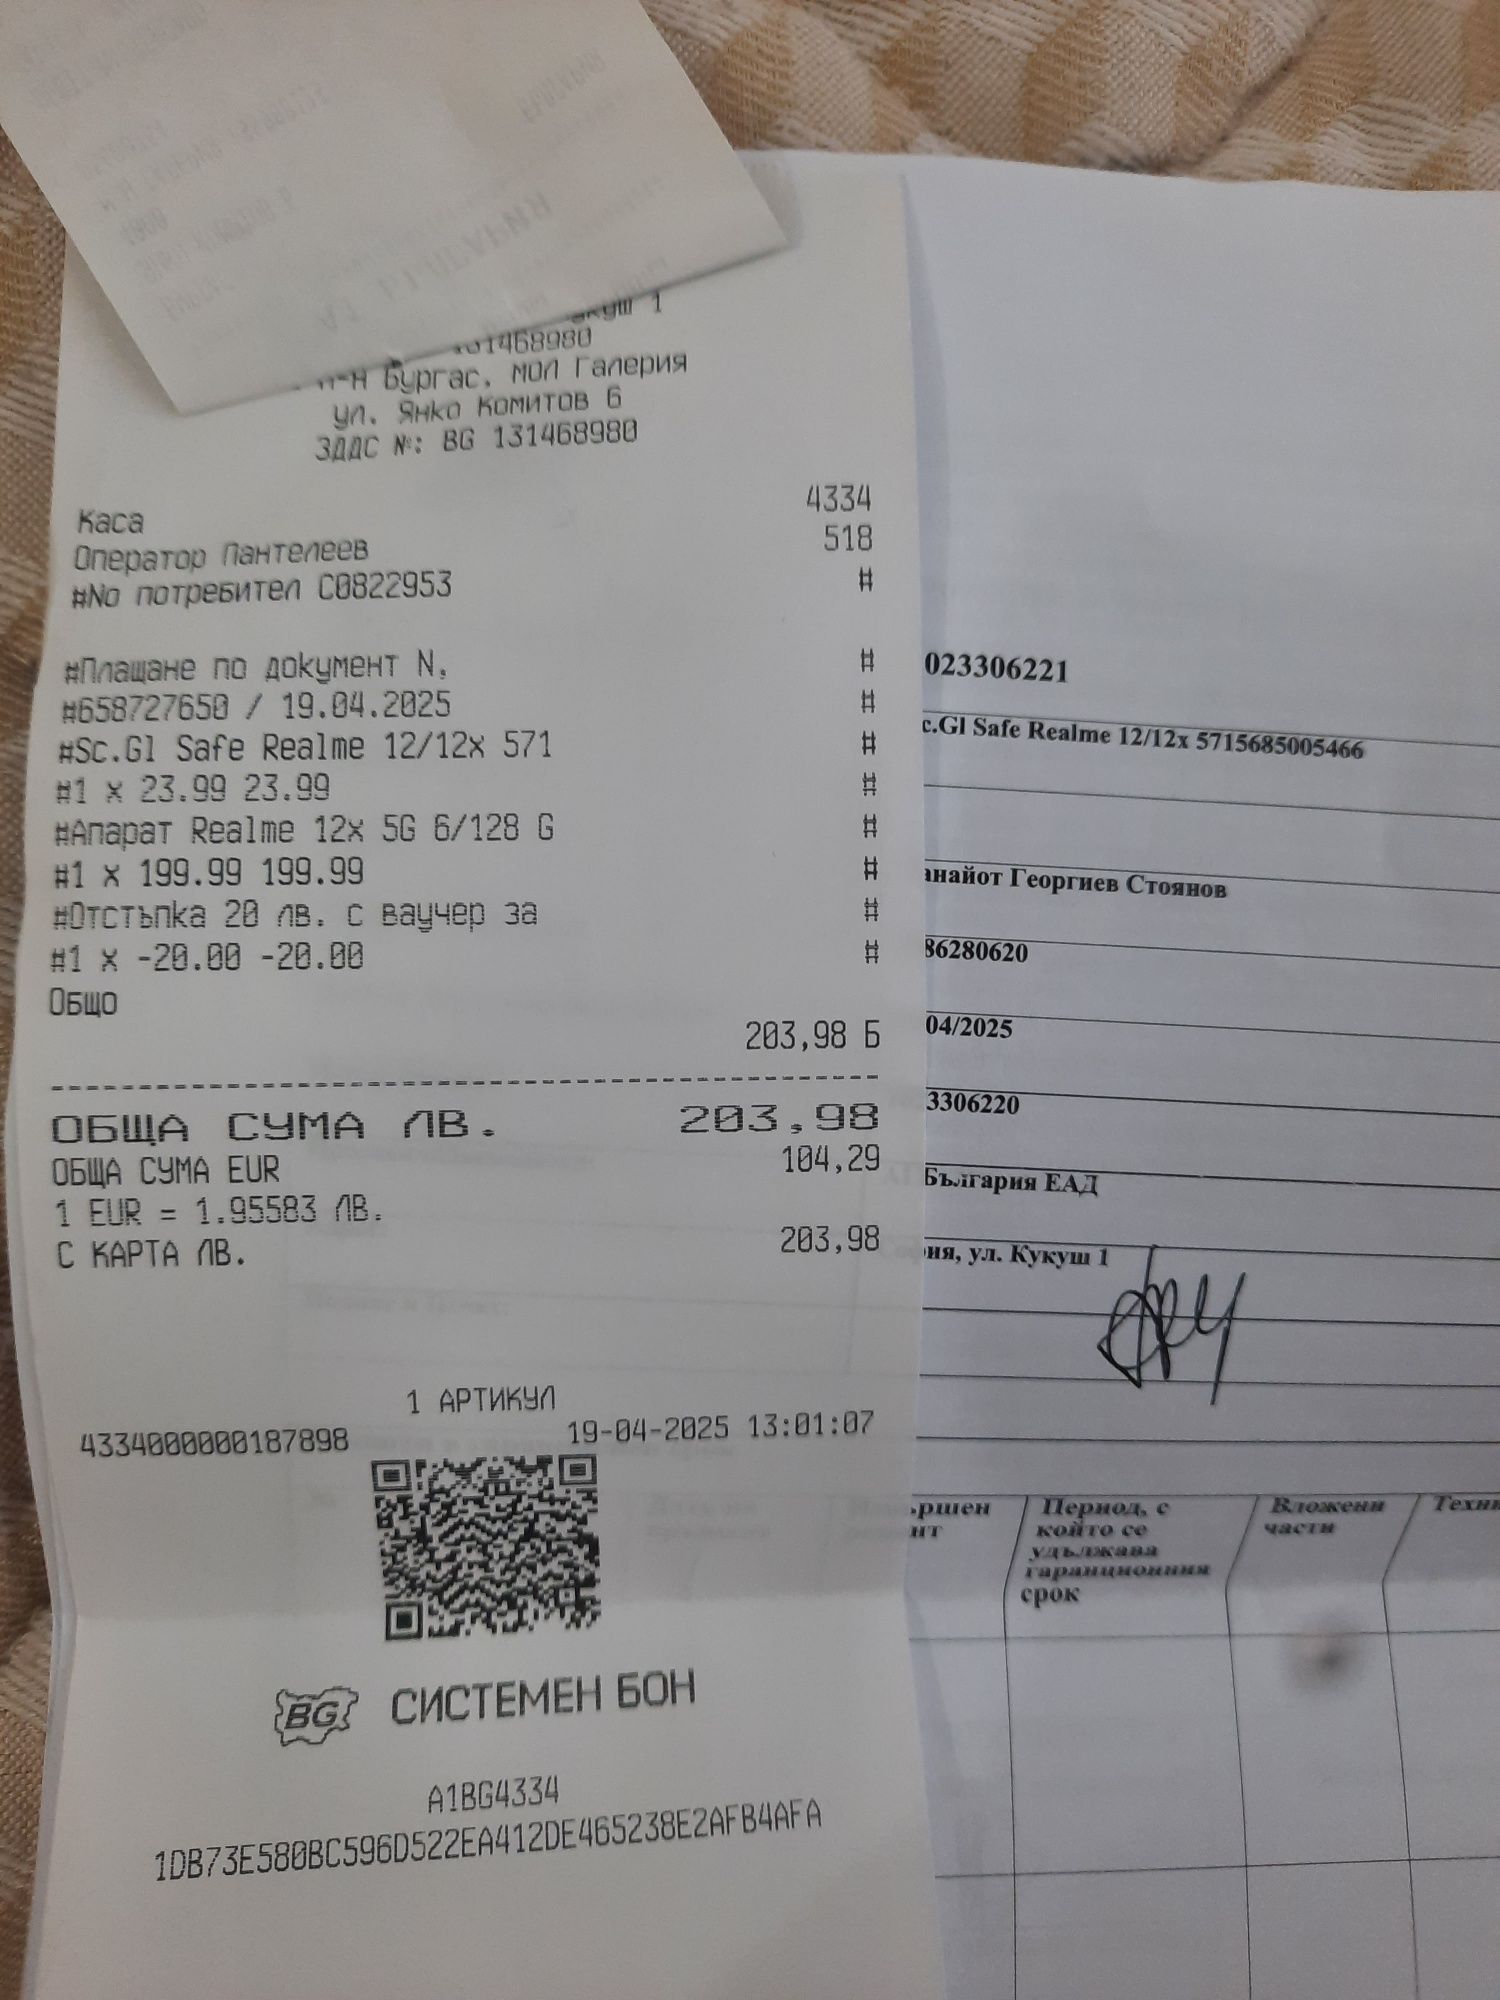 131468980
Бургас, МОЛ Галерия
ул. Янко Комитов 6
ЗДДС №: BG 131468980
Каса 4334
Оператор Пантелеев 518
#No потребител C0822953 #
#Плащане по документ N. #
#658727650 / 19.04.2025 #
#Sc.Gl Safe Realme 12/12x 571 #
#1 x 23.99 23.99 #
#Апарат Realme 12x 5G 6/128 G #
#1 x 199.99 199.99 #
#Отстъпка 20 лв. с ваучер за #
#1 x -20.00 -20.00 #
Общо
203,98 Б
ОБЩА СУМА ЛВ. 203,98
ОБЩА СУМА EUR 104,29
1 EUR = 1.95583 ЛВ.
С КАРТА ЛВ. 203,98
1 АРТИКУЛ
4334000000187898 19-04-2025 13:01:07
BG СИСТЕМЕН БОН
A1BG4334
1DB73E580BC596D522EA412DE465238E2AFB4AFA
023306221
c.Gl Safe Realme 12/12x 5715685005466
анайот Георгиев Стоянов
86280620
04/2025
3306220
България ЕАД
ия, ул. Кукуш 1
ършен
нт
Период, с
който се
удължава
гаранционния
срок
Вложени
части
Техни